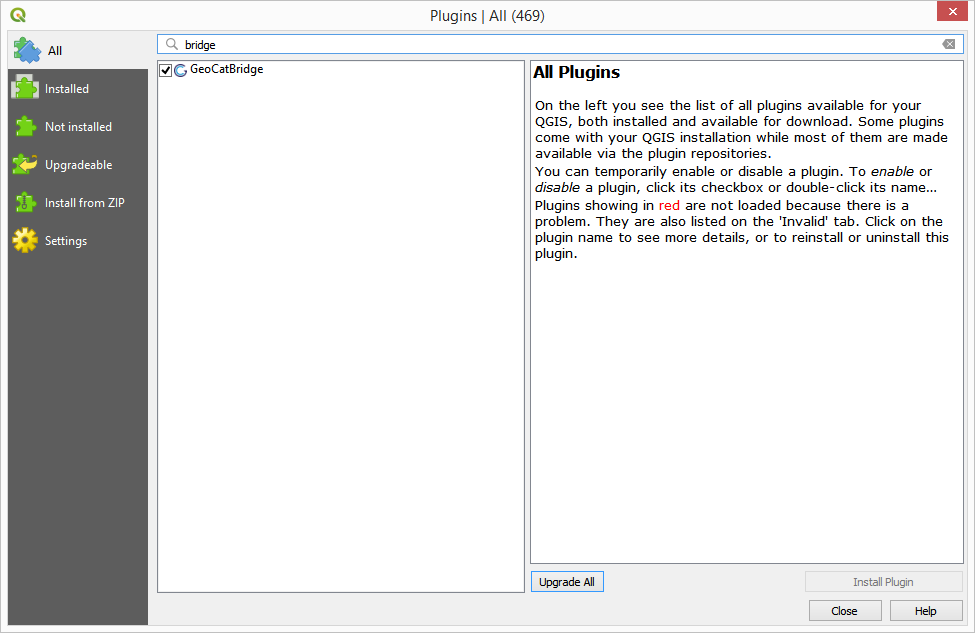 Plugins | All (469)
All
Installed
Not installed
Upgradeable
Install from ZIP
Settings
bridge
GeoCatBridge
All Plugins
On the left you see the list of all plugins available for your
QGIS, both installed and available for download. Some plugins
come with your QGIS installation while most of them are made
available via the plugin repositories.
You can temporarily enable or disable a plugin. To enable or
disable a plugin, click its checkbox or double-click its name...
Plugins showing in red are not loaded because there is a
problem. They are also listed on the 'Invalid' tab. Click on the
plugin name to see more details, or to reinstall or uninstall this
plugin.
Upgrade All
Install Plugin
Close
Help